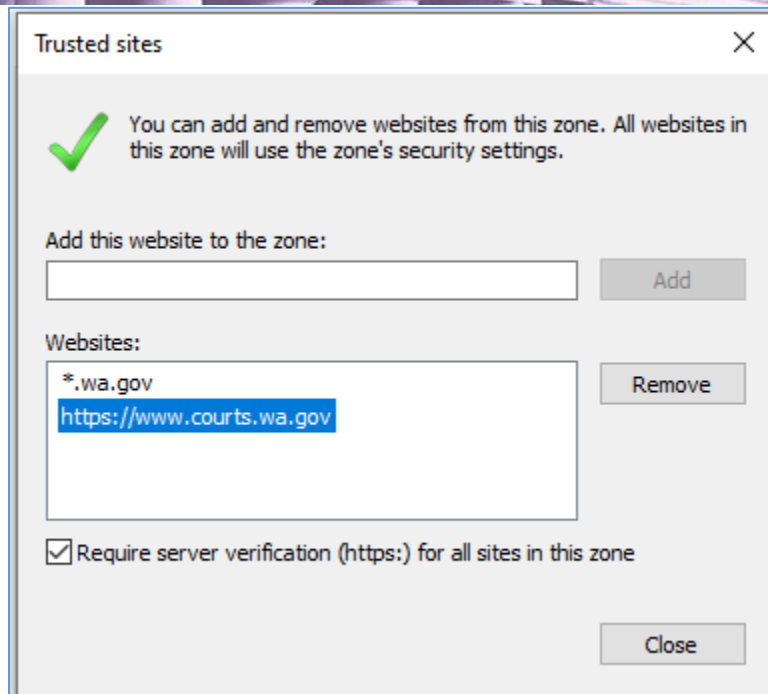 Trusted sites
You can add and remove websites from this zone. All websites in
this zone will use the zone's security settings.
Add this website to the zone:
Add
Websites:
*.wa.gov
Remove
https://www.courts.wa.gov
Require server verification (https:) for all sites in this zone
Close